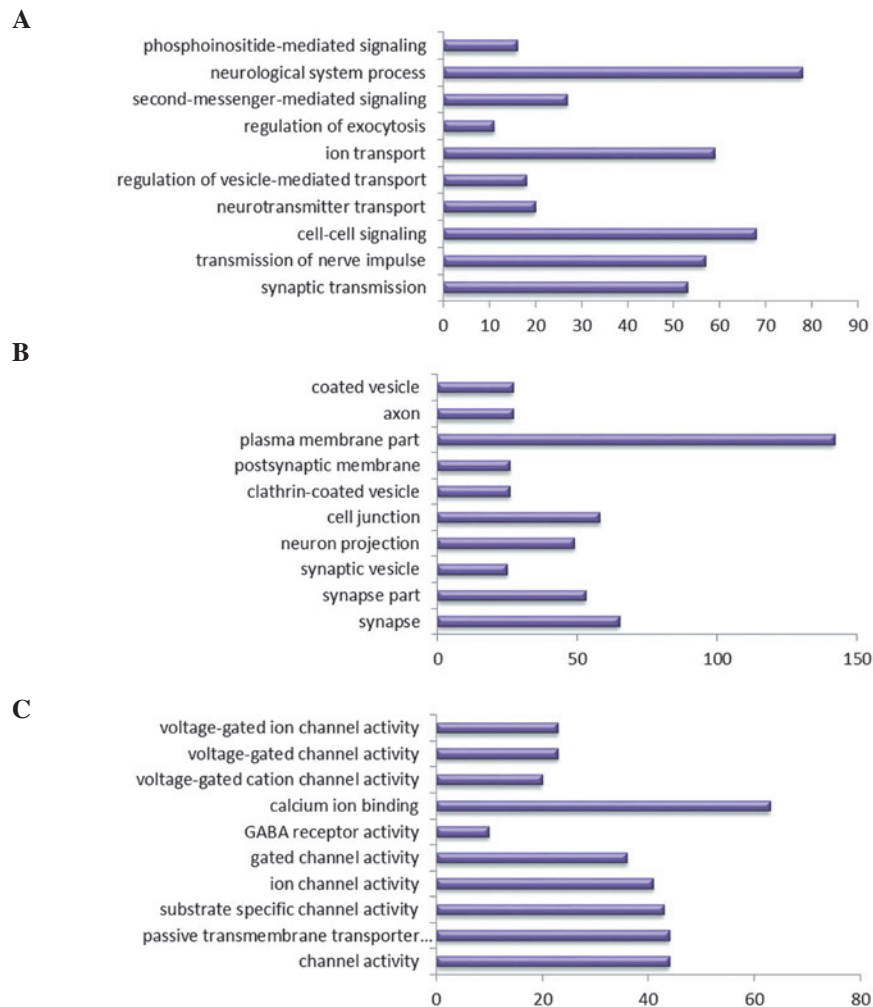 A
phosphoinositide-mediated signaling
neurological system process
second-messenger-mediated signaling
regulation of exocytosis
ion transport
regulation of vesicle-mediated transport
neurotransmitter transport
cell-cell signaling
transmission of nerve impulse
synaptic transmission
0 10 20 30 40 50 60 70 80 90
B
coated vesicle
axon
plasma membrane part
postsynaptic membrane
clathrin-coated vesicle
cell junction
neuron projection
synaptic vesicle
synapse part
synapse
0 50 100 150
C
voltage-gated ion channel activity
voltage-gated channel activity
voltage-gated cation channel activity
calcium ion binding
GABA receptor activity
gated channel activity
ion channel activity
substrate specific channel activity
passive transmembrane transporter...
channel activity
0 20 40 60 80